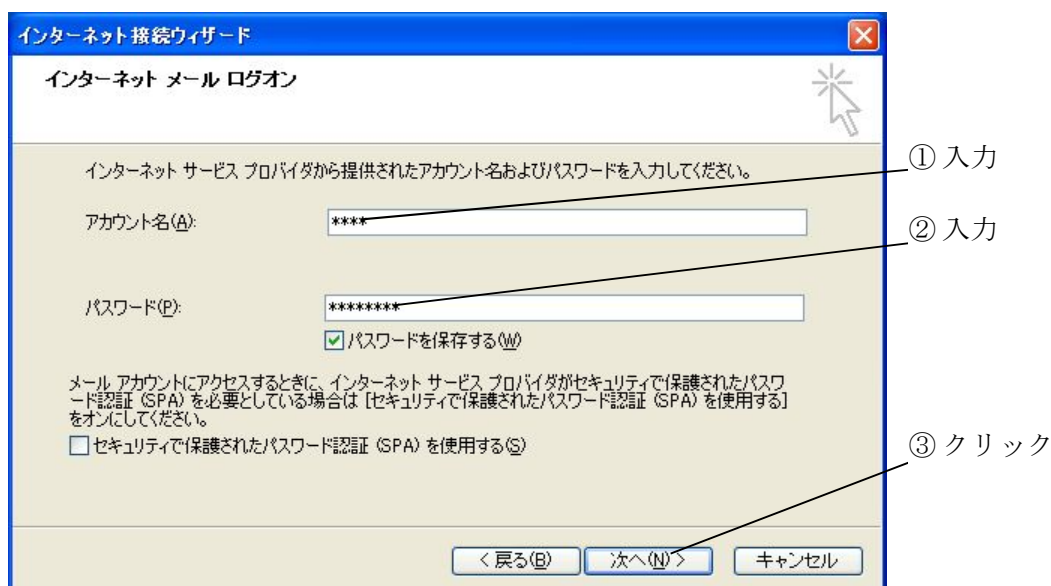 インターネット接続ウィザード
インターネット メール ログオン
インターネット サービス プロバイダから提供されたアカウント名およびパスワードを入力してください。
① 入力
アカウント名(A):
****
② 入力
パスワード(P):
********
パスワードを保存する(W)
メール アカウントにアクセスするときに、インターネット サービス プロバイダがセキュリティで保護されたパスワ
ード認証 (SPA) を必要としている場合は [セキュリティで保護されたパスワード認証 (SPA) を使用する]
をオンにしてください。
セキュリティで保護されたパスワード認証 (SPA) を使用する(S)
③ クリック
< 戻る(B) 次へ(N) > キャンセル